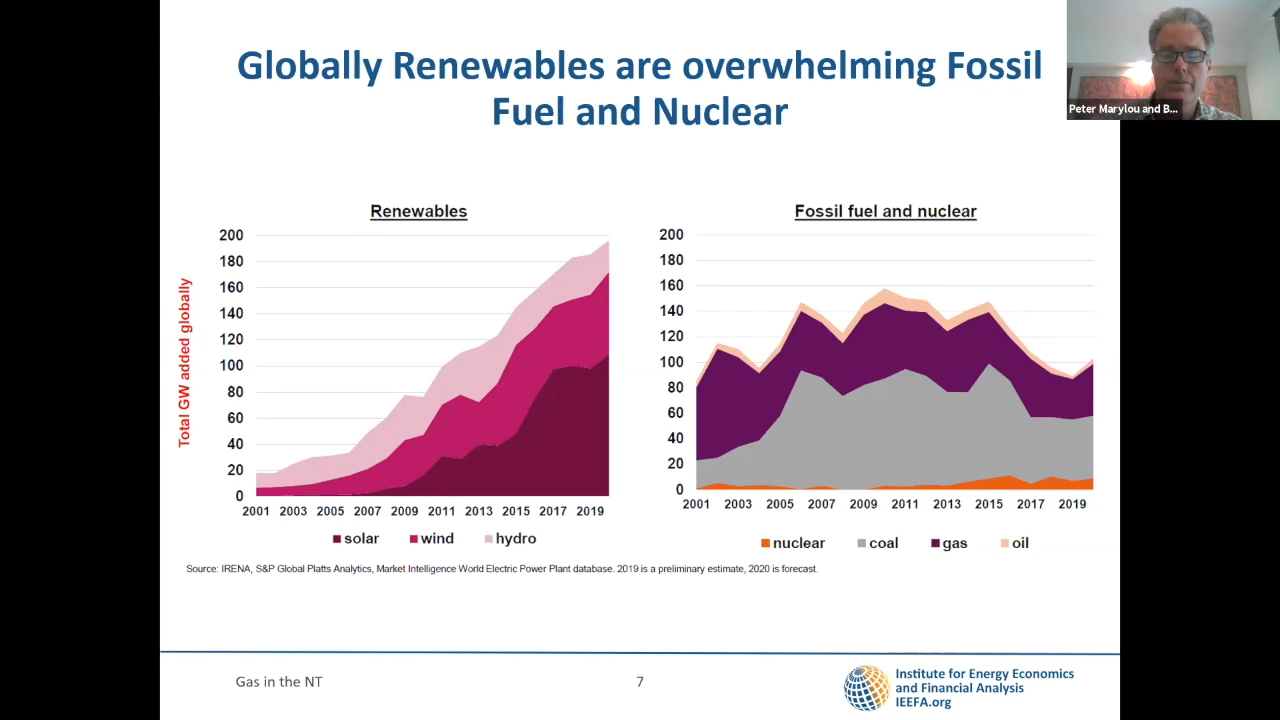 Globally Renewables are overwhelming Fossil
Fuel and Nuclear
Peter Marylou and B...
Renewables
Total GW added globally
200
180
160
140
120
100
80
60
40
20
0
2001 2003 2005 2007 2009 2011 2013 2015 2017 2019
solar wind hydro
Fossil fuel and nuclear
200
180
160
140
120
100
80
60
40
20
0
2001 2003 2005 2007 2009 2011 2013 2015 2017 2019
nuclear coal gas oil
Source: IRENA, S&P Global Platts Analytics, Market Intelligence World Electric Power Plant database. 2019 is a preliminary estimate, 2020 is forecast.
Gas in the NT
7
Institute for Energy Economics
and Financial Analysis
IEEFA.org